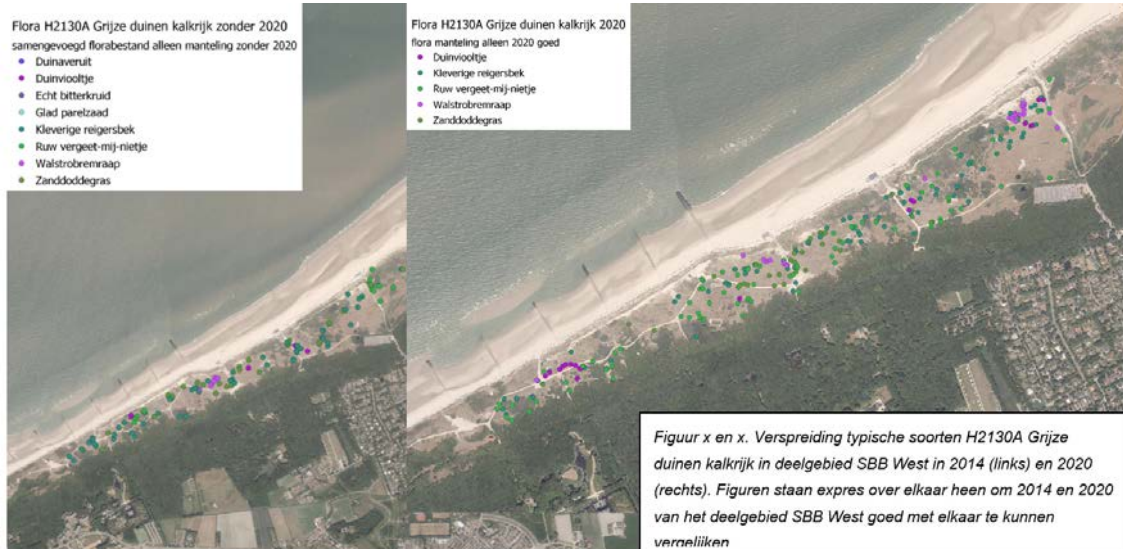 Flora H2130A Grijze duinen kalkrijk zonder 2020
samengevoegd florabestand alleen manteling zonder 2020
Duinaveruit
Duinviooltje
Echt bitterkruid
Glad parelzaad
Kleverige reigersbek
Ruw vergeet-mij-nietje
Walstrobremraap
Zanddoddegras
Flora H2130A Grijze duinen kalkrijk 2020
flora manteling alleen 2020 goed
Duinviooltje
Kleverige reigersbek
Ruw vergeet-mij-nietje
Walstrobremraap
Zanddoddegras
Figuur x en x. Verspreiding typische soorten H2130A Grijze
duinen kalkrijk in deelgebied SBB West in 2014 (links) en 2020
(rechts). Figuren staan expres over elkaar heen om 2014 en 2020
van het deelgebied SBB West goed met elkaar te kunnen
vergelijken